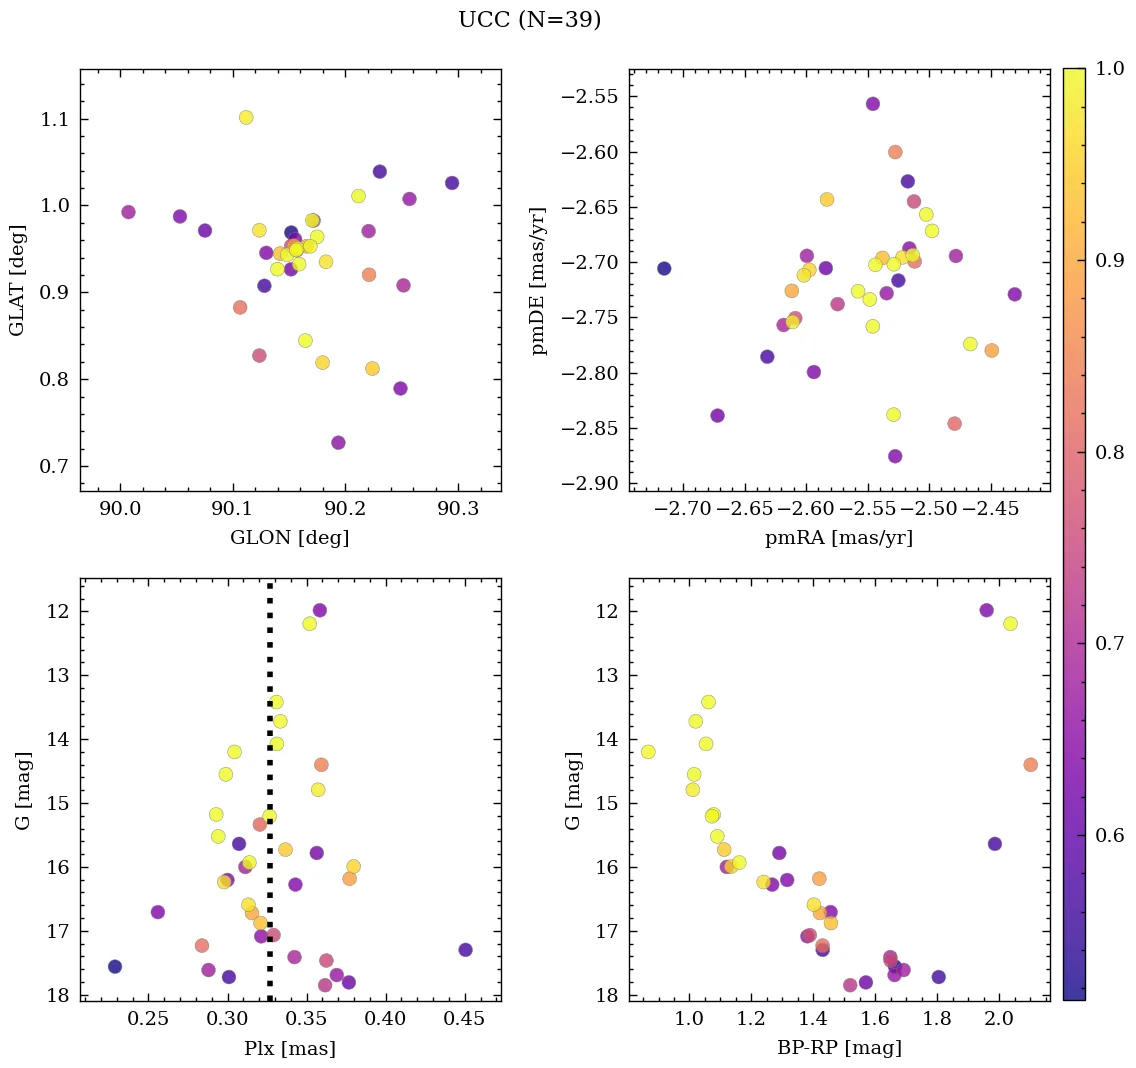 UCC (N=39)
1.1
1.0
0.9
0.8
0.7
GLAT [deg]
90.0 90.1 90.2 90.3
GLON [deg]
−2.55
−2.60
−2.65
−2.70
−2.75
−2.80
−2.85
−2.90
pmDE [mas/yr]
−2.70 −2.65 −2.60 −2.55 −2.50 −2.45
pmRA [mas/yr]
12
13
14
15
16
17
18
G [mag]
0.25 0.30 0.35 0.40 0.45
Plx [mas]
12
13
14
15
16
17
18
G [mag]
1.0 1.2 1.4 1.6 1.8 2.0
BP-RP [mag]
1.0
0.9
0.8
0.7
0.6